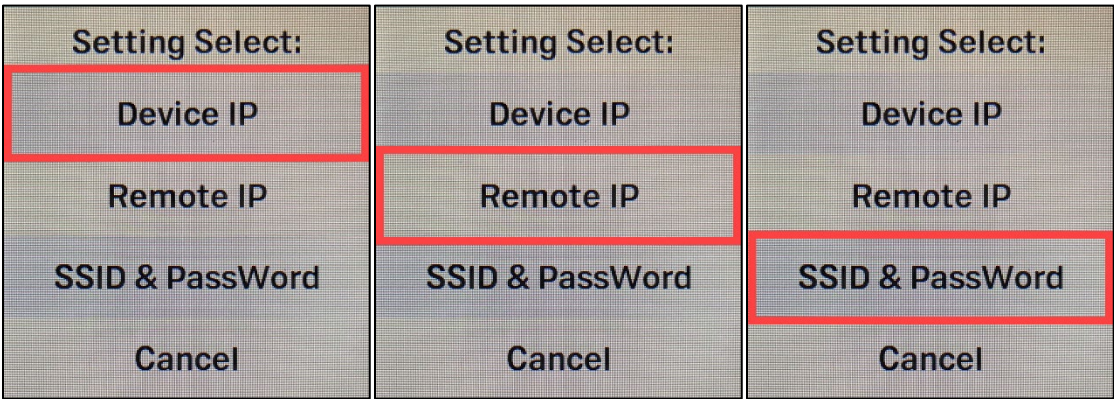 Setting Select:
Device IP
Remote IP
SSID & PassWord
Cancel
Setting Select:
Device IP
Remote IP
SSID & PassWord
Cancel
Setting Select:
Device IP
Remote IP
SSID & PassWord
Cancel